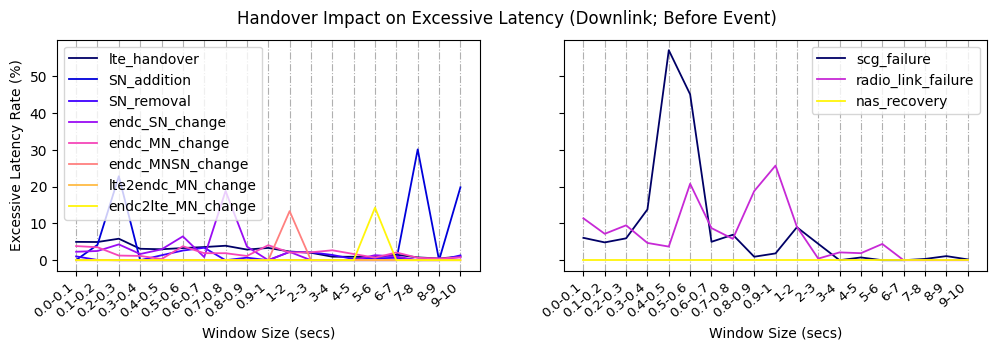 Handover Impact on Excessive Latency (Downlink; Before Event)
Excessive Latency Rate (%)
50
40
30
20
10
0
lte_handover
SN_addition
SN_removal
endc_SN_change
endc_MN_change
endc_MNSN_change
lte2endc_MN_change
endc2lte_MN_change
0.0-0.1
0.1-0.2
0.2-0.3
0.3-0.4
0.4-0.5
0.5-0.6
0.6-0.7
0.7-0.8
0.8-0.9
0.9-1
1-2
2-3
3-4
4-5
5-6
6-7
7-8
8-9
9-10
Window Size (secs)
scg_failure
radio_link_failure
nas_recovery
0.0-0.1
0.1-0.2
0.2-0.3
0.3-0.4
0.4-0.5
0.5-0.6
0.6-0.7
0.7-0.8
0.8-0.9
0.9-1
1-2
2-3
3-4
4-5
5-6
6-7
7-8
8-9
9-10
Window Size (secs)